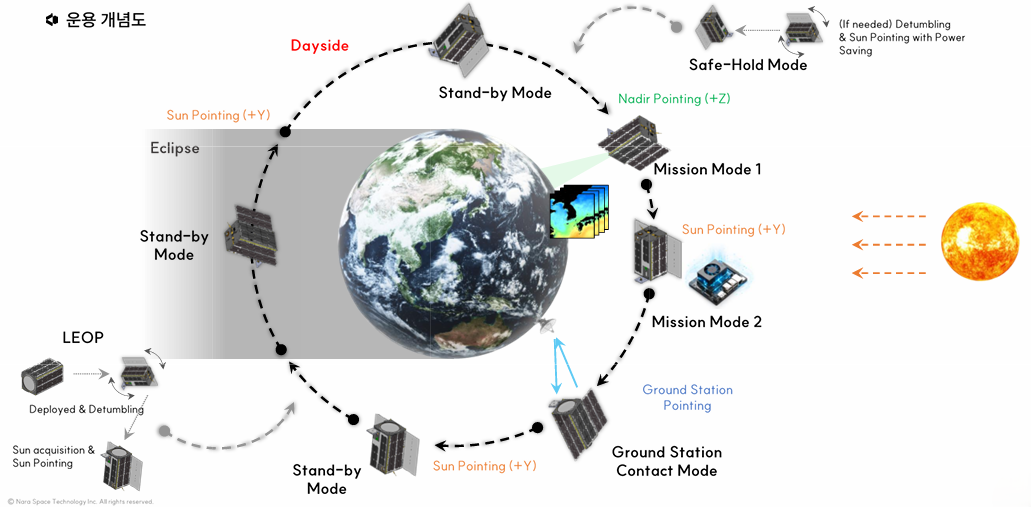 운용 개념도
Dayside
Stand-by Mode
(If needed) Detumbling
& Sun Pointing with Power
Saving
Safe-Hold Mode
Nadir Pointing (+Z)
Sun Pointing (+Y)
Eclipse
Mission Mode 1
Stand-by
Mode
Sun Pointing (+Y)
Mission Mode 2
LEOP
Deployed & Detumbling
Ground Station
Pointing
Sun acquisition &
Sun Pointing
Stand-by
Mode
Sun Pointing (+Y)
Ground Station
Contact Mode
© Nara Space Technology Inc. All rights reserved.